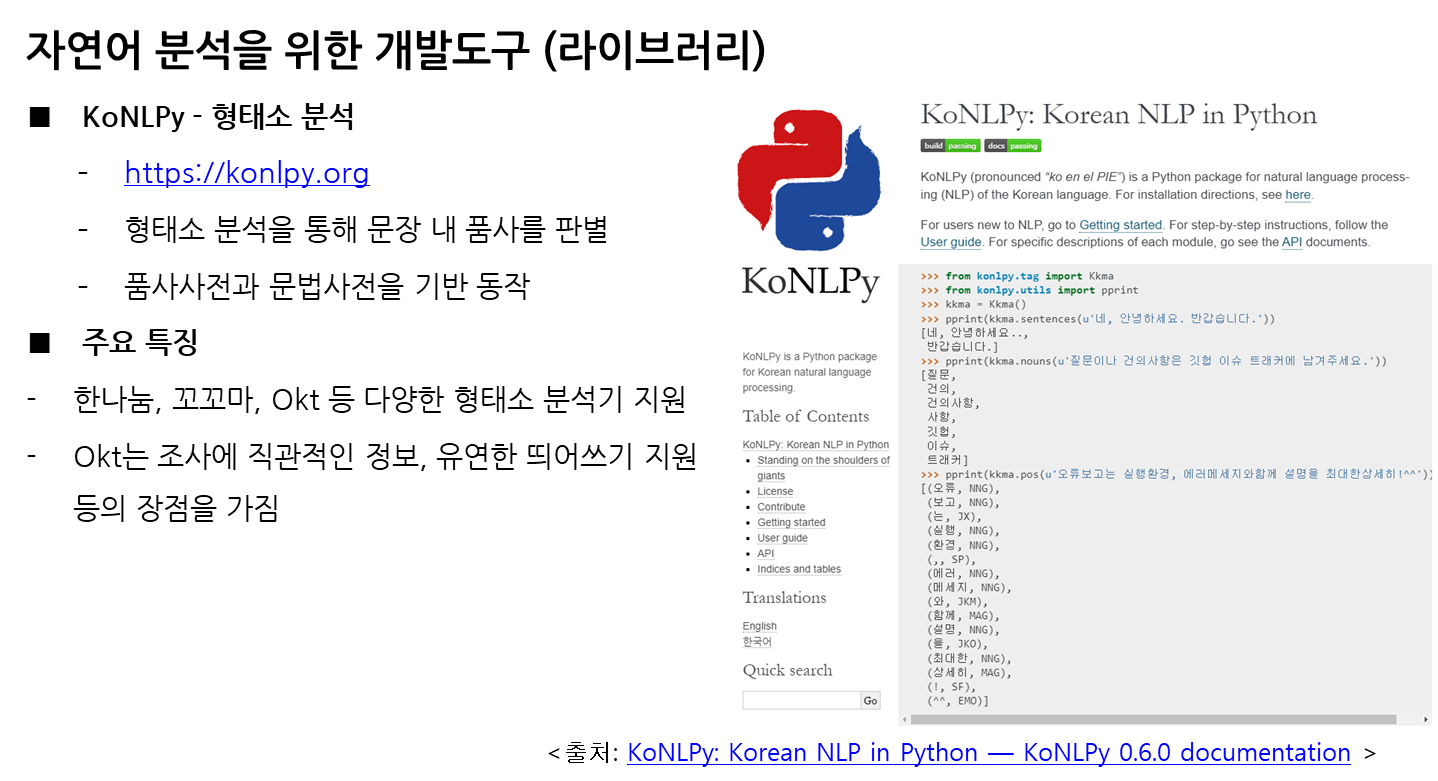 자연어 분석을 위한 개발도구 (라이브러리)
■ KoNLPy - 형태소 분석
- https://konlpy.org
- 형태소 분석을 통해 문장 내 품사를 판별
- 품사사전과 문법사전을 기반 동작
■ 주요 특징
- 한나눔, 꼬꼬마, Okt 등 다양한 형태소 분석기 지원
- Okt는 조사에 직관적인 정보, 유연한 띄어쓰기 지원
등의 장점을 가짐
KoNLPy
KoNLPy is a Python package
for Korean natural language
processing.
Table of Contents
KoNLPy: Korean NLP in Python
▪ Standing on the shoulders of
giants
▪ License
▪ Contribute
▪ Getting started
▪ User guide
▪ API
▪ Indices and tables
Translations
English
한국어
Quick search
Go
KoNLPy: Korean NLP in Python
build passing docs passing
KoNLPy (pronounced “ko en el PIE”) is a Python package for natural language process-
ing (NLP) of the Korean language. For installation directions, see here.
For users new to NLP, go to Getting started. For step-by-step instructions, follow the
User guide. For specific descriptions of each module, go see the API documents.
>>> from konlpy.tag import Kkma
>>> from konlpy.utils import pprint
>>> kkma = Kkma()
>>> pprint(kkma.sentences(u'네, 안녕하세요. 반갑습니다.'))
[네, 안녕하세요..,
반갑습니다.]
>>> pprint(kkma.nouns(u'질문이나 건의사항은 깃헙 이슈 트래커에 남겨주세요.'))
[질문,
건의,
건의사항,
사항,
깃헙,
이슈,
트래커]
>>> pprint(kkma.pos(u'오류보고는 실행환경, 에러메세지와함께 설명을 최대한상세히!^^'))
[(오류, NNG),
(보고, NNG),
(는, JX),
(실행, NNG),
(환경, NNG),
(,, SP),
(에러, NNG),
(메세지, NNG),
(와, JKM),
(함께, MAG),
(설명, NNG),
(을, JKO),
(최대한, NNG),
(상세히, MAG),
(!, SF),
(^^, EMO)]
<출처: KoNLPy: Korean NLP in Python — KoNLPy 0.6.0 documentation >